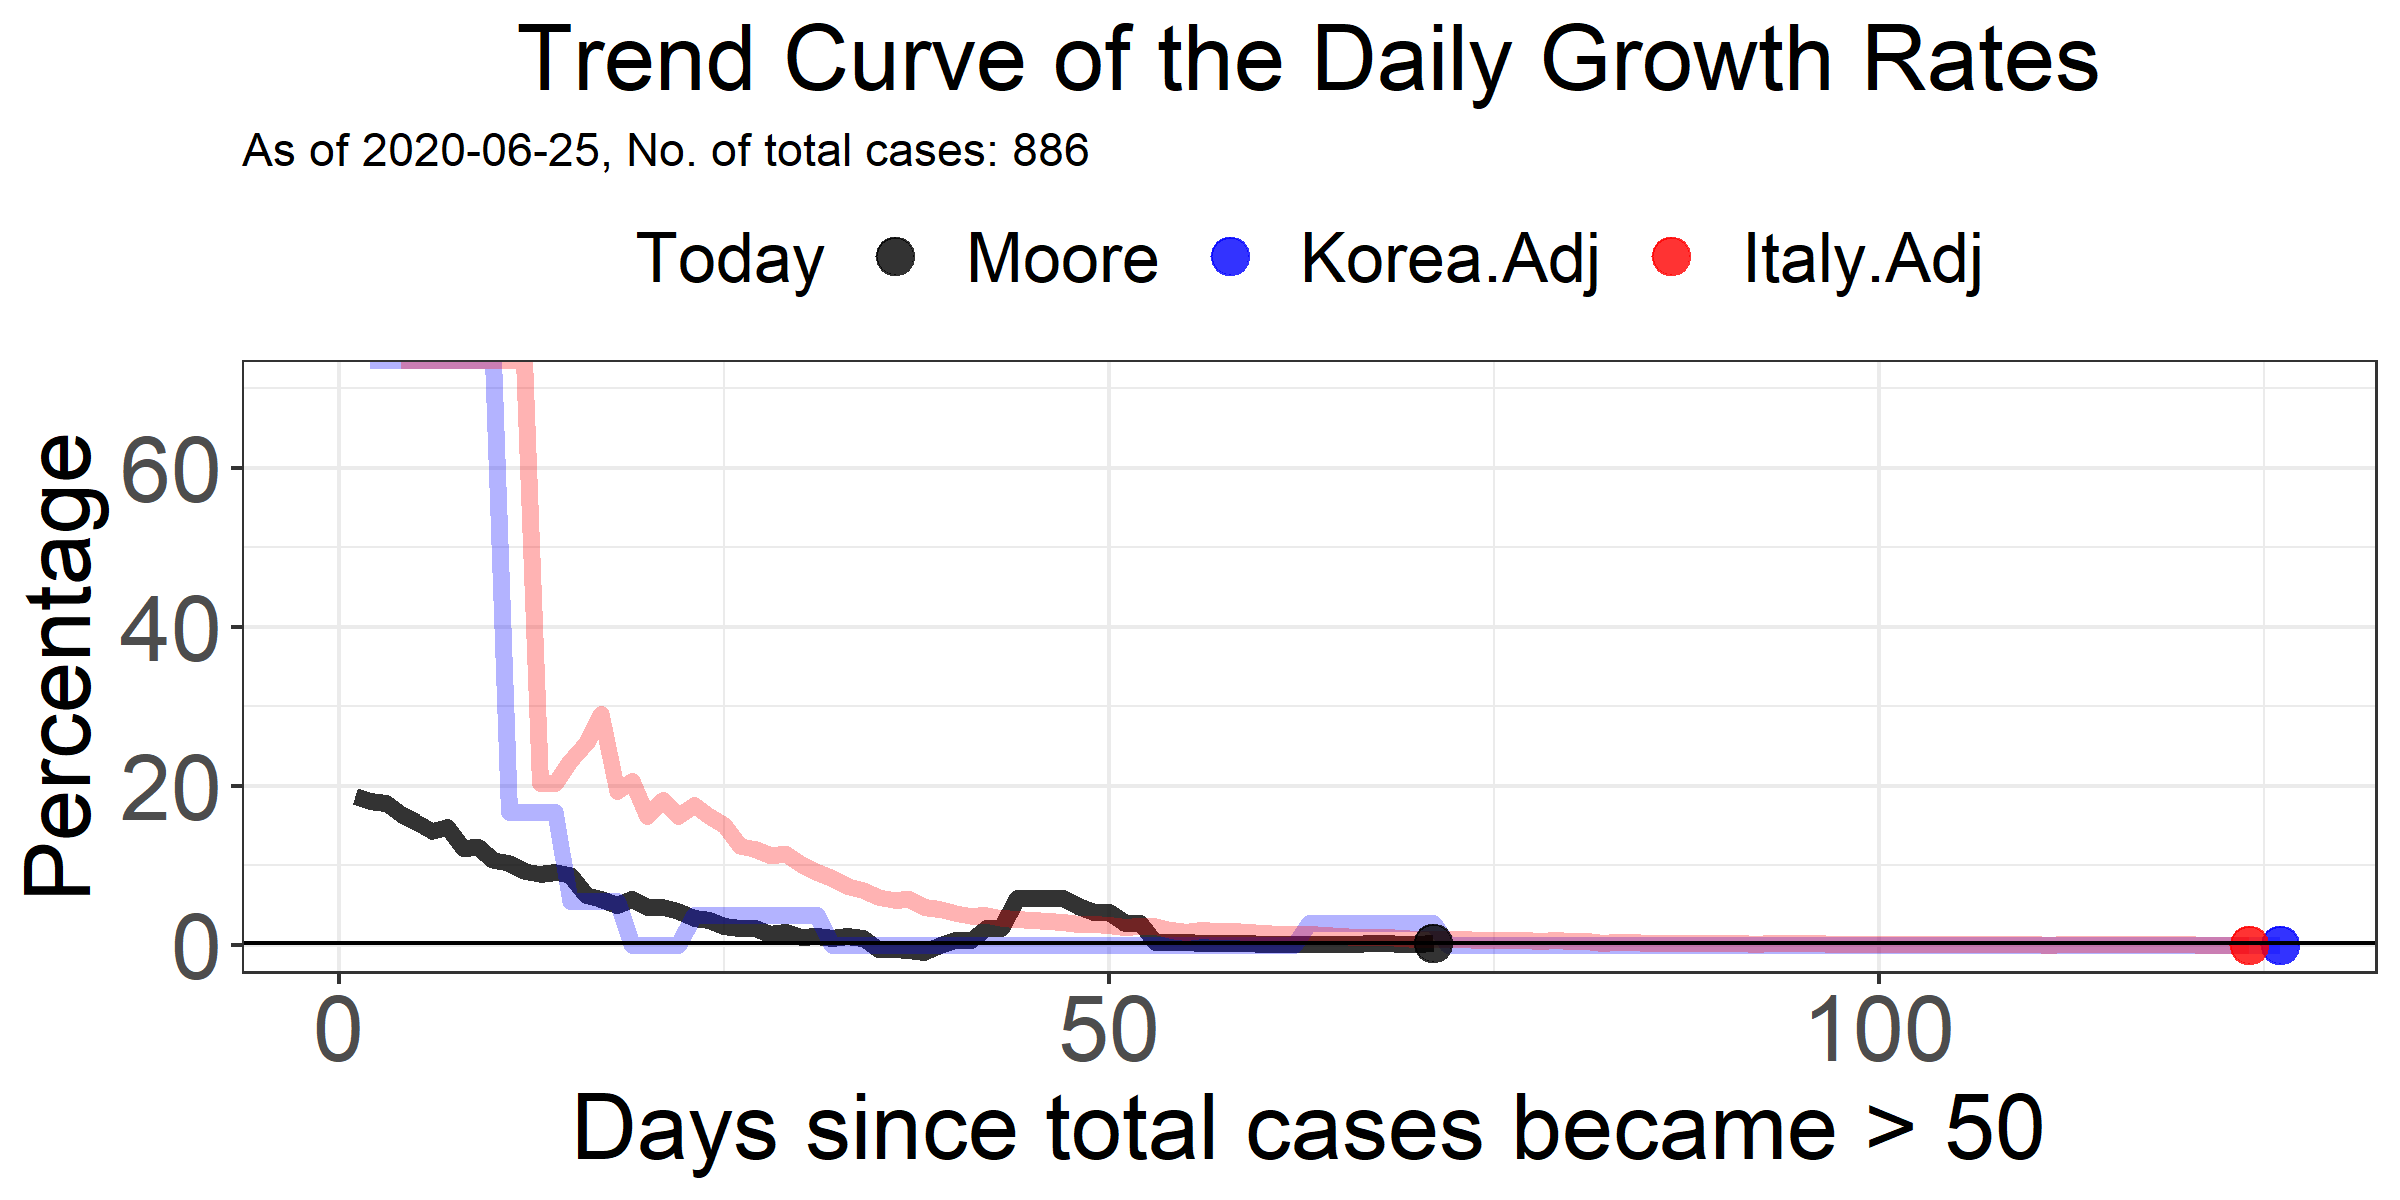 Trend Curve of the Daily Growth Rates
As of 2020-06-25, No. of total cases: 886
Today Moore Korea.Adj Italy.Adj
Percentage
60
40
20
0
0 50 100
Days since total cases became > 50